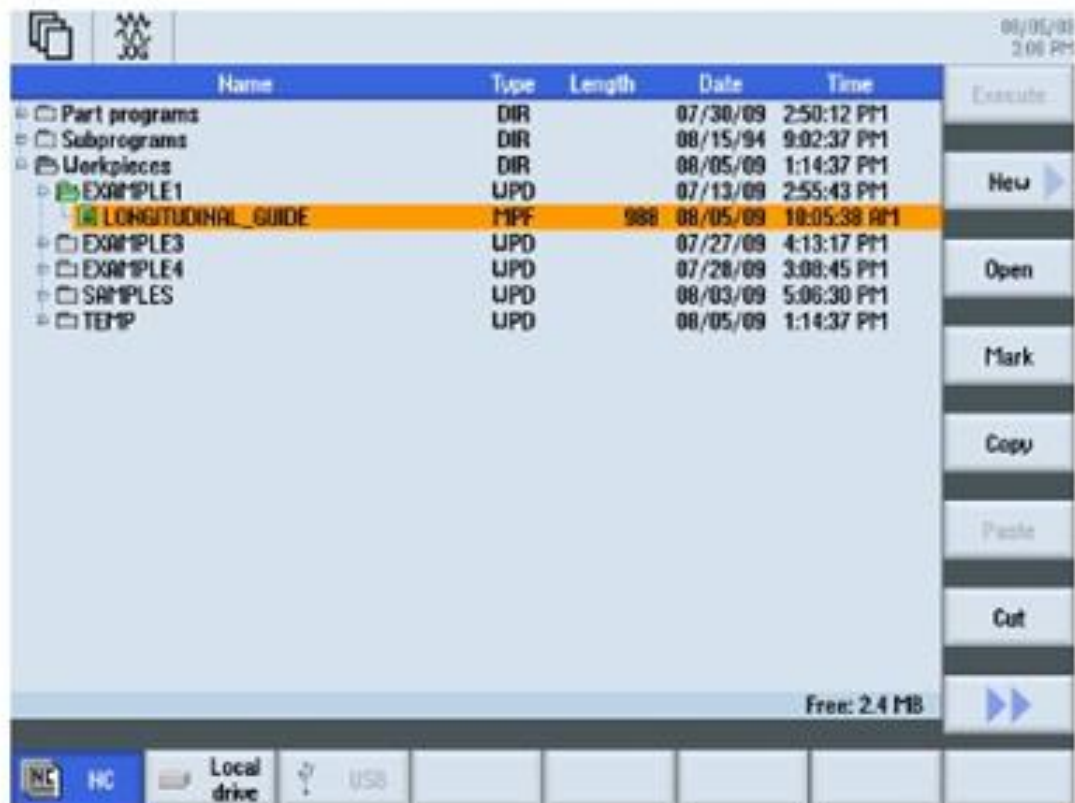 JOG
2:06 PM
Name Type Length Date Time
Part programs DIR 07/30/09 2:50:12 PM
Subprograms DIR 08/15/94 9:02:37 PM
Workpieces DIR 08/05/09 1:14:37 PM
EXAMPLE1 WPD 07/13/09 2:55:43 PM
LONGITUDINAL_GUIDE MPF 988 08/05/09 10:05:38 AM
EXAMPLE3 WPD 07/27/09 4:13:17 PM
EXAMPLE4 WPD 07/28/09 3:08:45 PM
SAMPLES WPD 08/03/09 5:06:30 PM
TEMP WPD 08/05/09 1:14:37 PM
Free: 2.4 MB
Execute
New
Open
Mark
Copy
Paste
Cut
NC NC
Local drive
USB